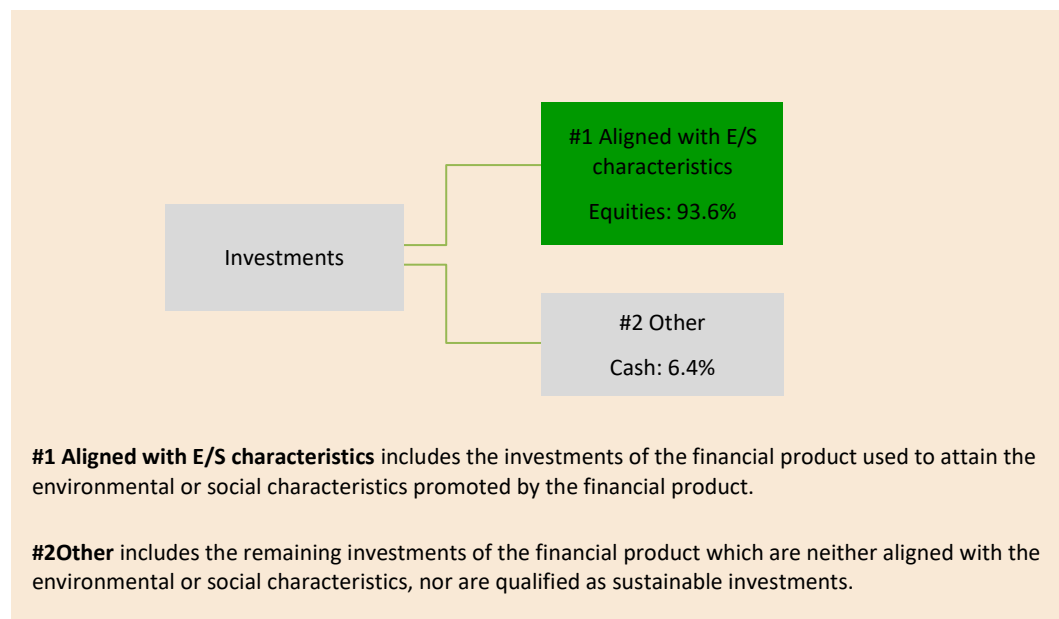 #1 Aligned with E/S
characteristics
Equities: 93.6%
Investments
#2 Other
Cash: 6.4%
#1 Aligned with E/S characteristics includes the investments of the financial product used to attain the
environmental or social characteristics promoted by the financial product.
#2Other includes the remaining investments of the financial product which are neither aligned with the
environmental or social characteristics, nor are qualified as sustainable investments.